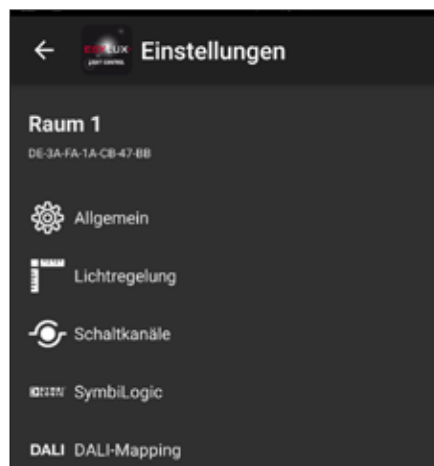 Einstellungen
Raum 1
DE-3A-FA-1A-CB-47-BB
Allgemein
Lichtregelung
Schaltkanäle
SymbiLogic
DALI DALI-Mapping